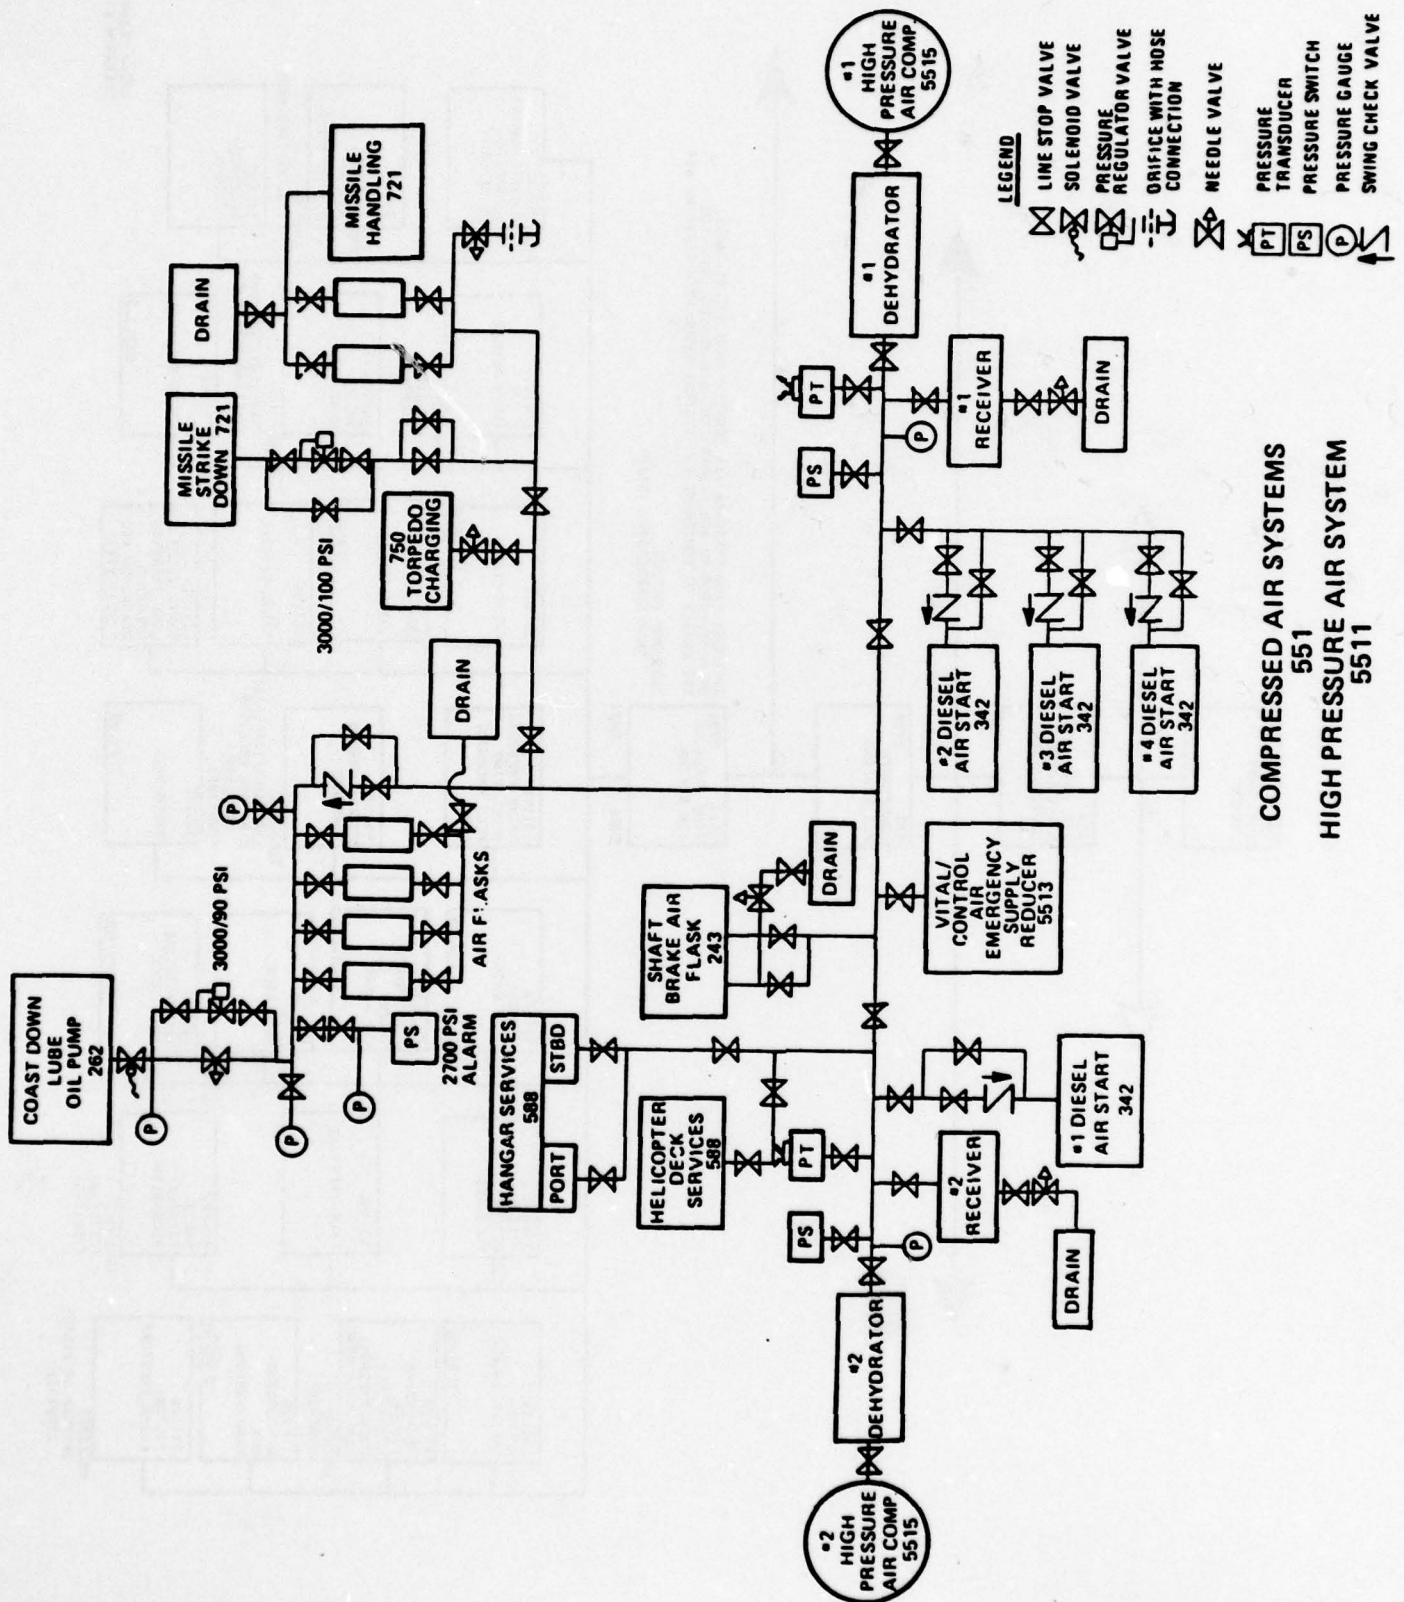 COAST DOWN
LUBE
OIL PUMP
262
P
3000/90 PSI
P
P
P
PS
2700 PSI
ALARM
AIR FLASKS
DRAIN
3000/100 PSI
MISSILE
STRIKE
DOWN 721
DRAIN
MISSILE
HANDLING
721
750
TORPEDO
CHARGING
HANGAR SERVICES
588
PORT
STBD
HELICOPTER
DECK
SERVICES
588
SHAFT
BRAKE AIR
FLASK
243
DRAIN
#2
HIGH
PRESSURE
AIR COMP.
5515
#2
DEHYDRATOR
PS
P
PT
#2
RECEIVER
DRAIN
#1 DIESEL
AIR START
342
VITAL/
CONTROL
AIR
EMERGENCY
SUPPLY
REDUCER
5513
#2 DIESEL
AIR START
342
#3 DIESEL
AIR START
342
#4 DIESEL
AIR START
342
PS
P
PT
#1
RECEIVER
DRAIN
#1
DEHYDRATOR
#1
HIGH
PRESSURE
AIR COMP.
5515
LEGEND
LINE STOP VALVE
SOLENOID VALVE
PRESSURE
REGULATOR VALVE
ORIFICE WITH HOSE
CONNECTION
NEEDLE VALVE
PT PRESSURE
TRANSDUCER
PS PRESSURE SWITCH
P PRESSURE GAUGE
SWING CHECK VALVE
COMPRESSED AIR SYSTEMS
551
HIGH PRESSURE AIR SYSTEM
5511